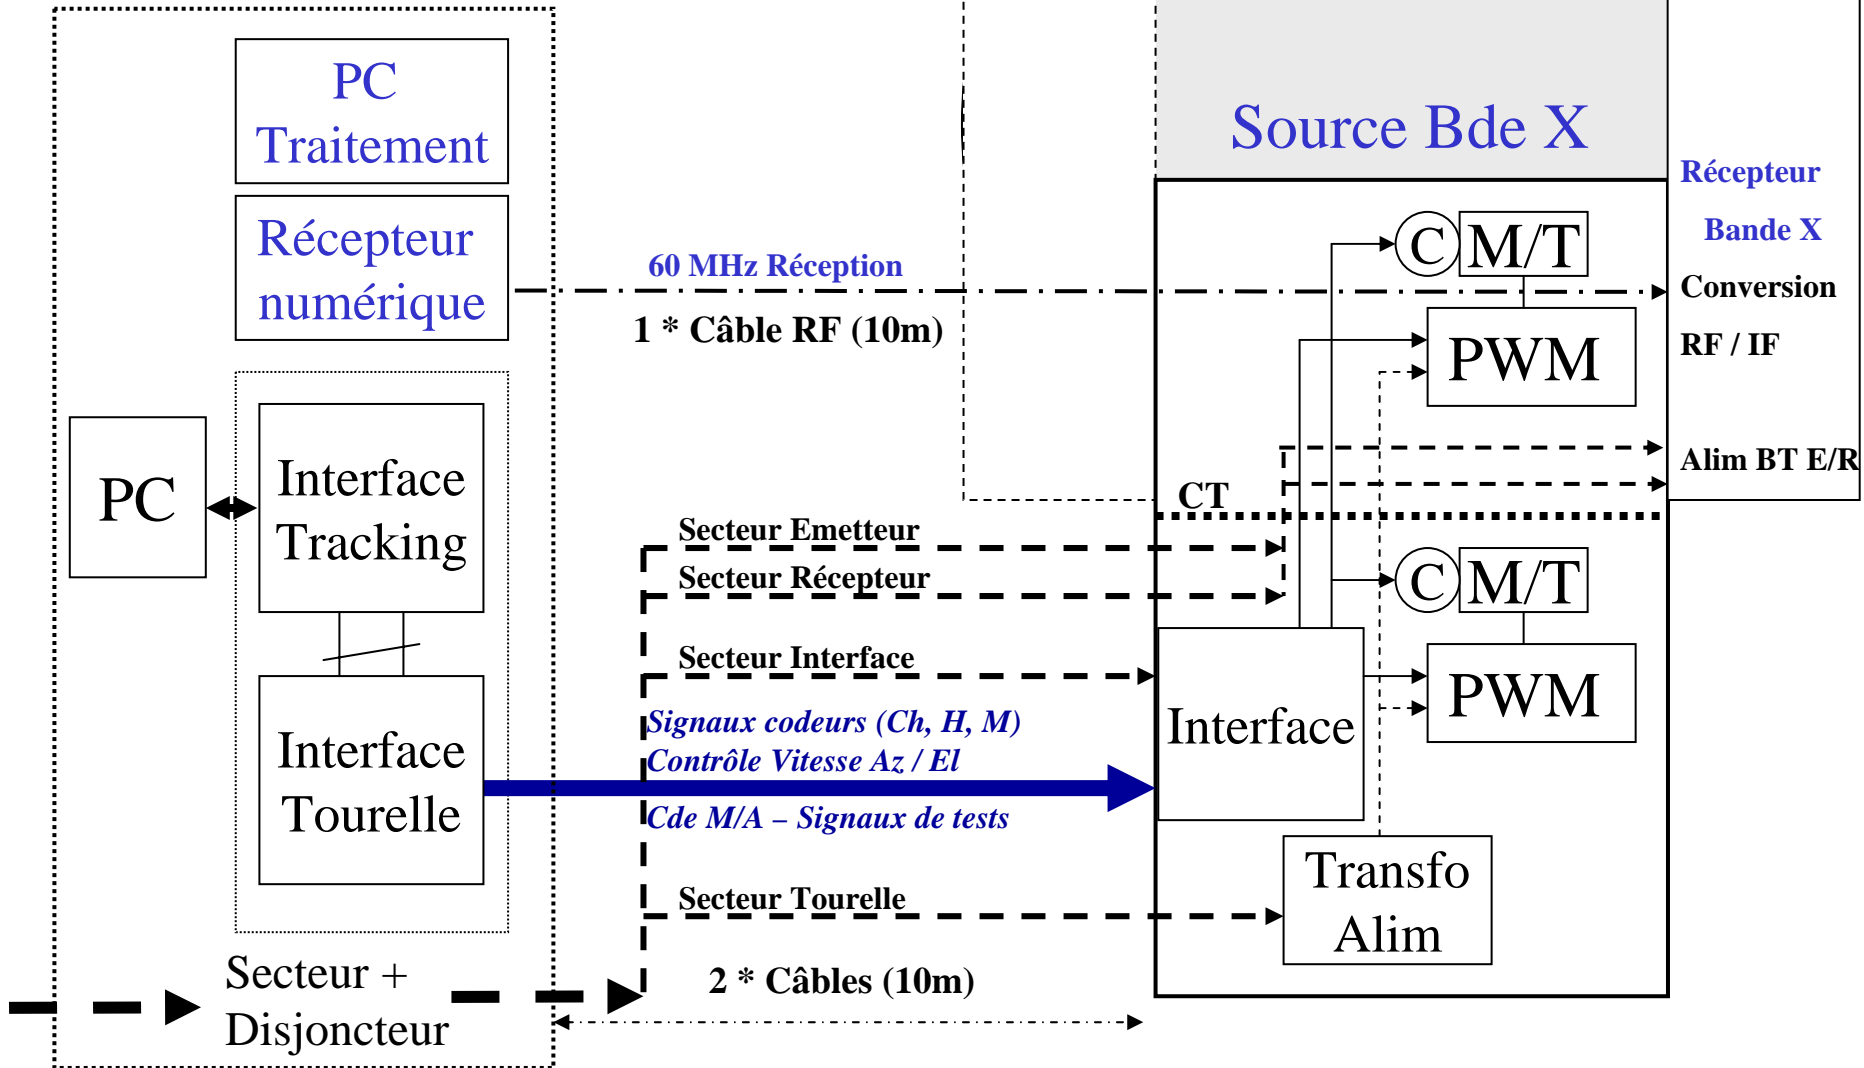 PC
Traitement
Récepteur
numérique
PC
Interface
Tracking
Interface
Tourelle
Secteur +
Disjoncteur
60 MHz Réception
1 * Câble RF (10m)
Secteur Emetteur
Secteur Récepteur
Secteur Interface
Signaux codeurs (Ch, H, M)
Contrôle Vitesse Az / El
Cde M/A – Signaux de tests
Secteur Tourelle
2 * Câbles (10m)
Source Bde X
C
M/T
PWM
CT
C
M/T
PWM
Interface
Transfo
Alim
Récepteur
Bande X
Conversion
RF / IF
Alim BT E/R